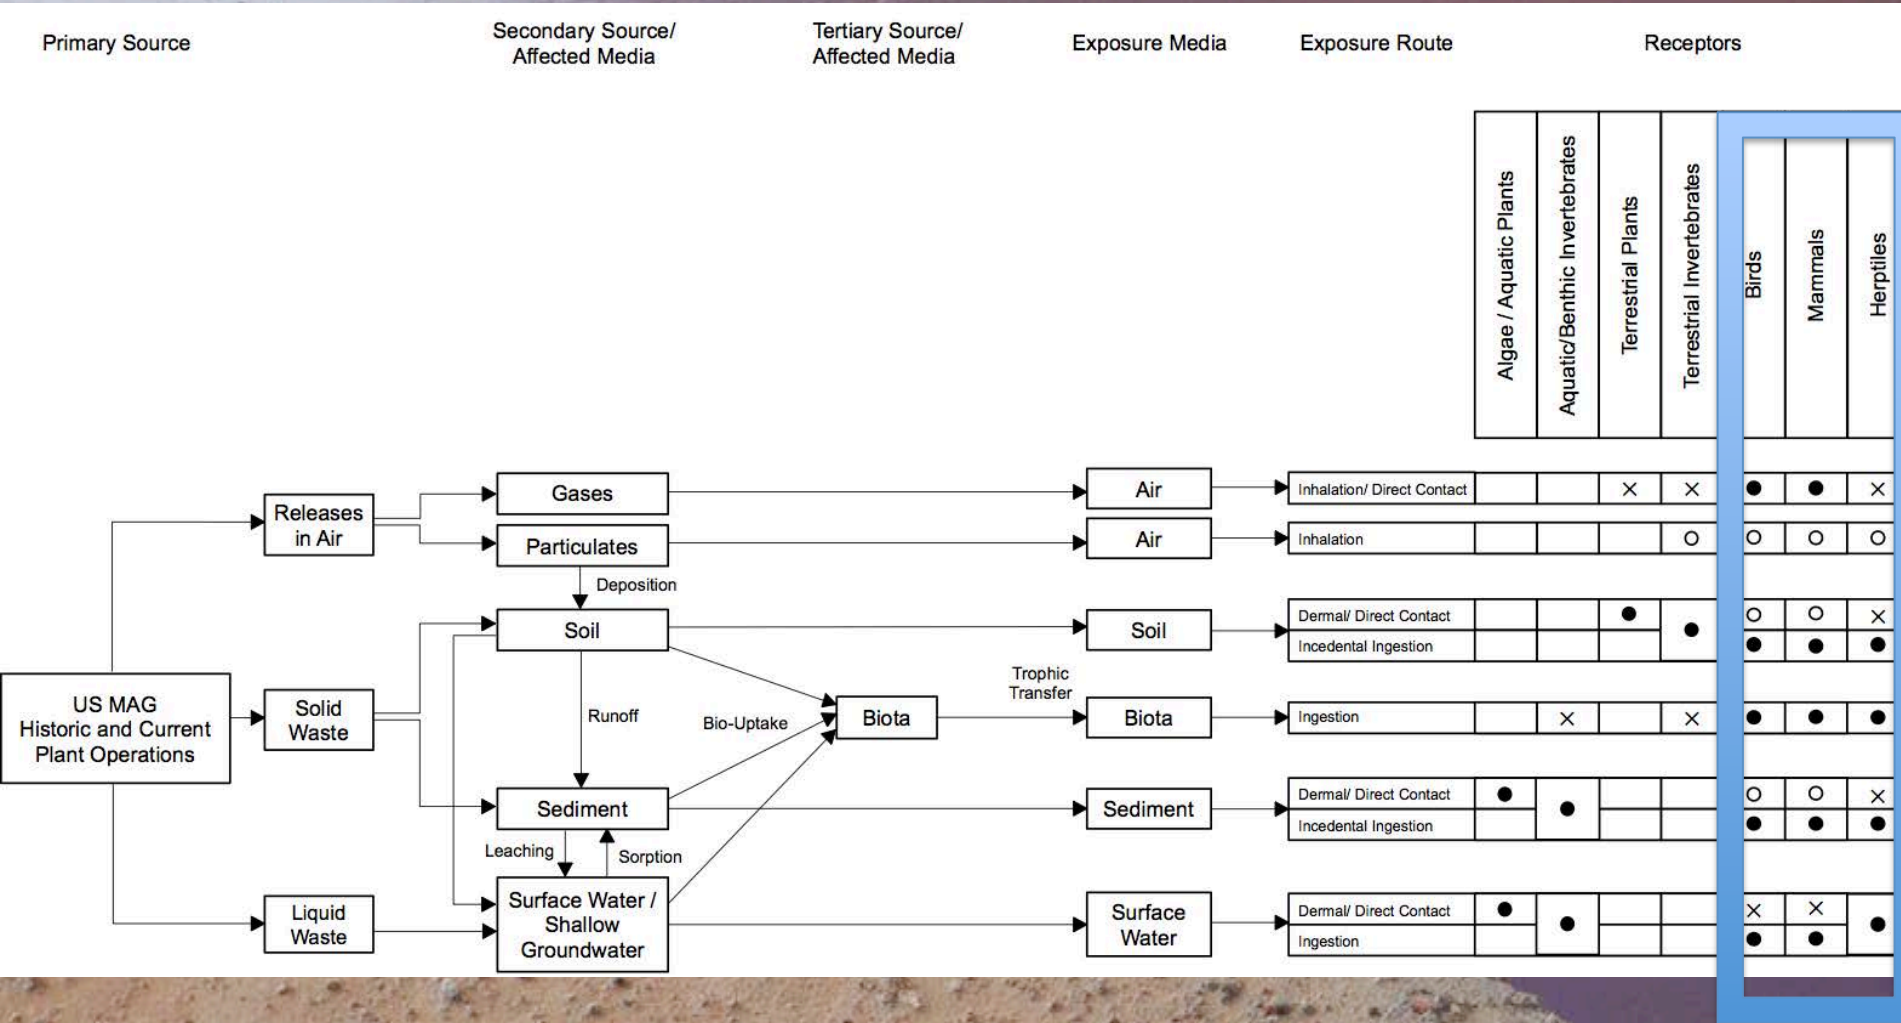 Primary Source
Secondary Source/
Affected Media
Tertiary Source/
Affected Media
Exposure Media
Exposure Route
Receptors
Algae / Aquatic Plants
Aquatic/Benthic Invertebrates
Terrestrial Plants
Terrestrial Invertebrates
Birds
Mammals
Herptiles
Releases
in Air
Gases
Air
Inhalation/ Direct Contact
Particulates
Air
Inhalation
Deposition
Soil
Soil
Dermal/ Direct Contact
Incedental Ingestion
US MAG
Historic and Current
Plant Operations
Solid
Waste
Runoff
Bio-Uptake
Biota
Trophic
Transfer
Biota
Ingestion
Sediment
Sediment
Dermal/ Direct Contact
Incedental Ingestion
Leaching
Sorption
Liquid
Waste
Surface Water /
Shallow
Groundwater
Surface
Water
Dermal/ Direct Contact
Ingestion